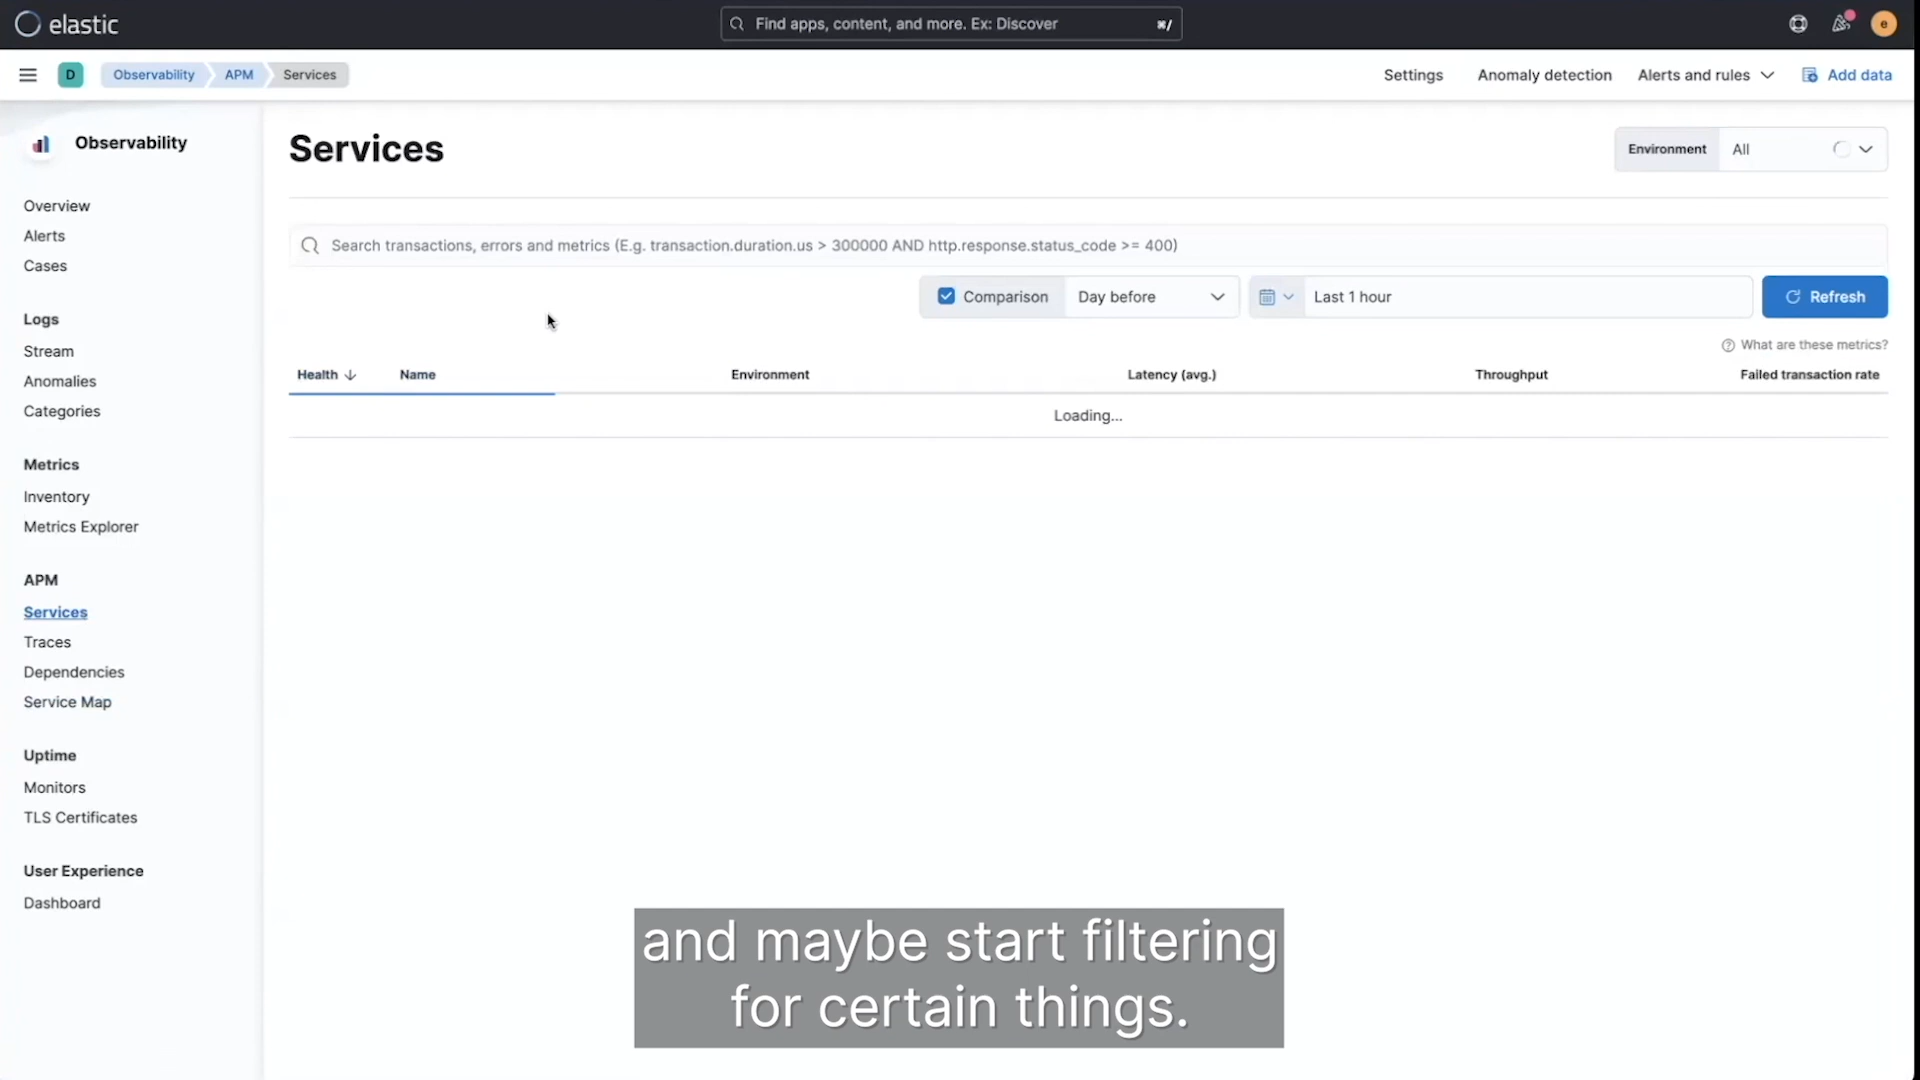 elastic
Find apps, content, and more. Ex: Discover
⌘/
e
D
Observability
APM
Services
Settings
Anomaly detection
Alerts and rules
Add data
Observability
Overview
Alerts
Cases
Logs
Stream
Anomalies
Categories
Metrics
Inventory
Metrics Explorer
APM
Services
Traces
Dependencies
Service Map
Uptime
Monitors
TLS Certificates
User Experience
Dashboard
Services
Environment All
Search transactions, errors and metrics (E.g. transaction.duration.us > 300000 AND http.response.status_code >= 400)
Comparison Day before
Last 1 hour
Refresh
What are these metrics?
Health Name Environment Latency (avg.) Throughput Failed transaction rate
Loading...
and maybe start filtering
for certain things.